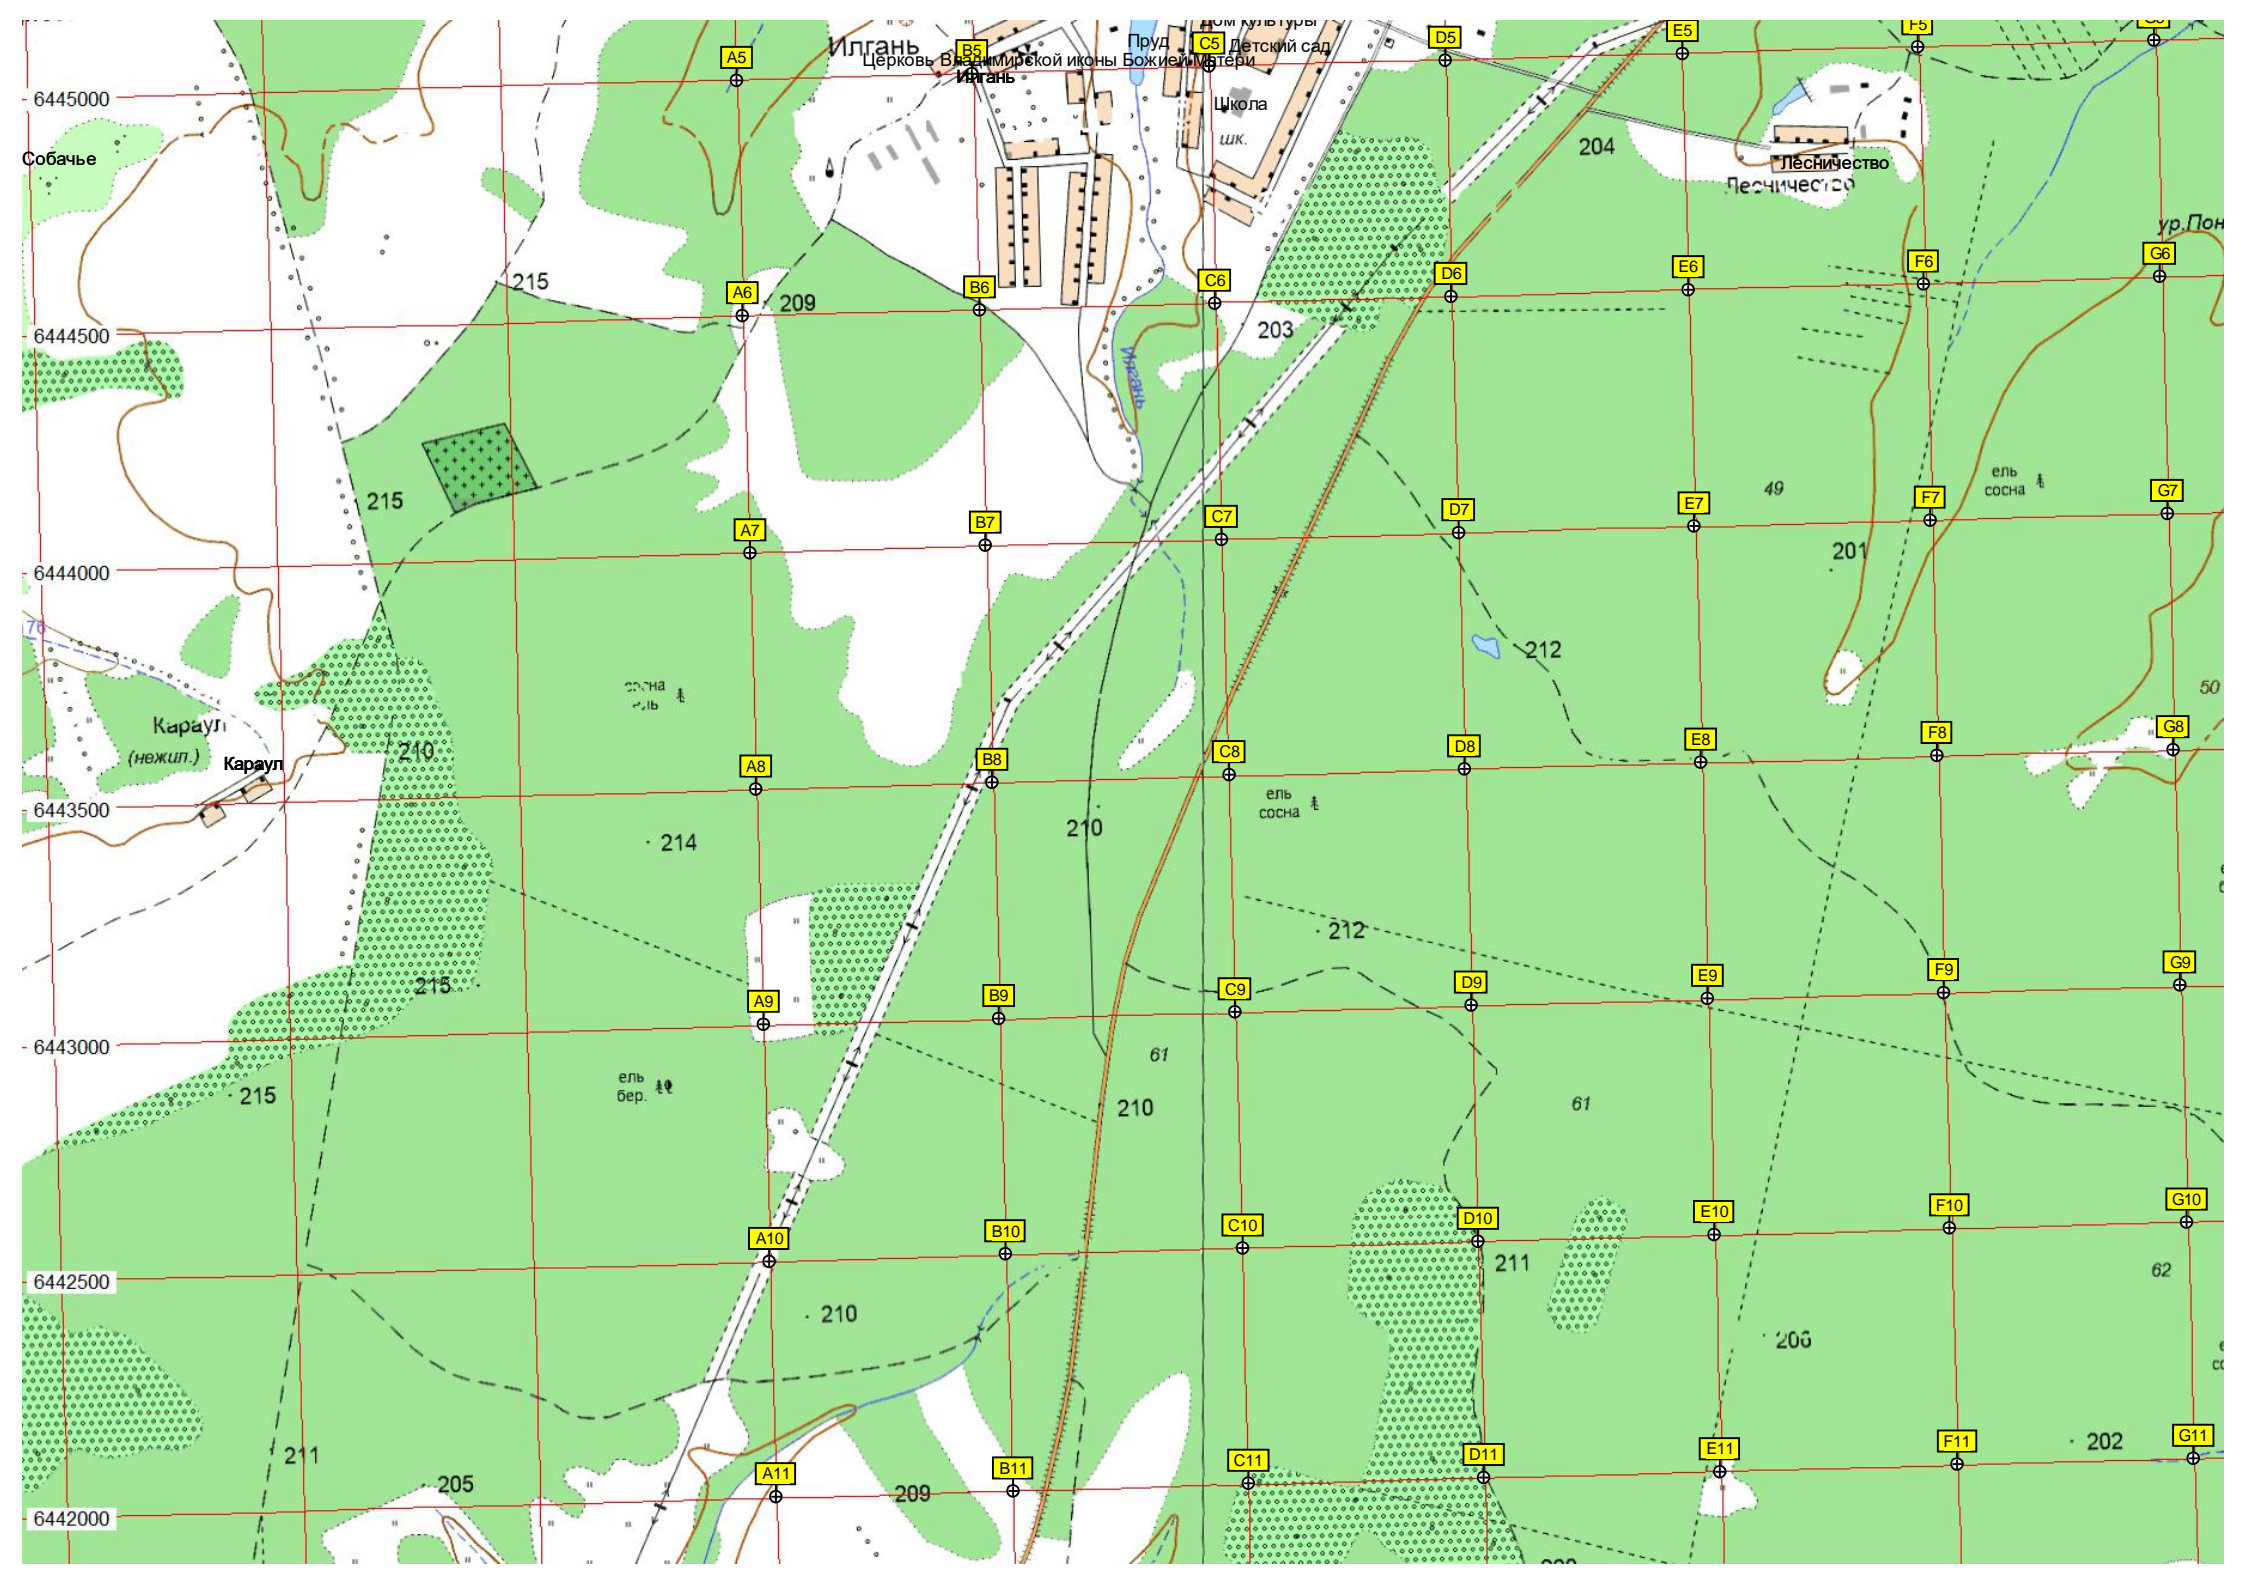 Дом культуры
F5
E5
D5
Илгань
B5
Пруд
C5
Детский сад
A5
Церковь Владимирской иконы Божией Матери
Илгань
6445000
Школа
шк.
204
Собачье
Лесничество
Лесничество
ур.Пон
215
A6
209
B6
C6
D6
E6
F6
G6
6444500
203
Илгань
215
49
ель
сосна
A7
B7
C7
D7
E7
F7
G7
201
6444000
176
212
сосна
ель
50
Караул
(нежил.)
210
Караул
A8
B8
C8
D8
E8
F8
G8
6443500
214
210
ель
сосна
212
215
A9
B9
C9
D9
E9
F9
G9
6443000
61
215
ель
бер.
210
61
A10
B10
C10
D10
E10
F10
G10
211
62
6442500
210
206
211
205
A11
209
B11
C11
D11
E11
F11
202
G11
6442000